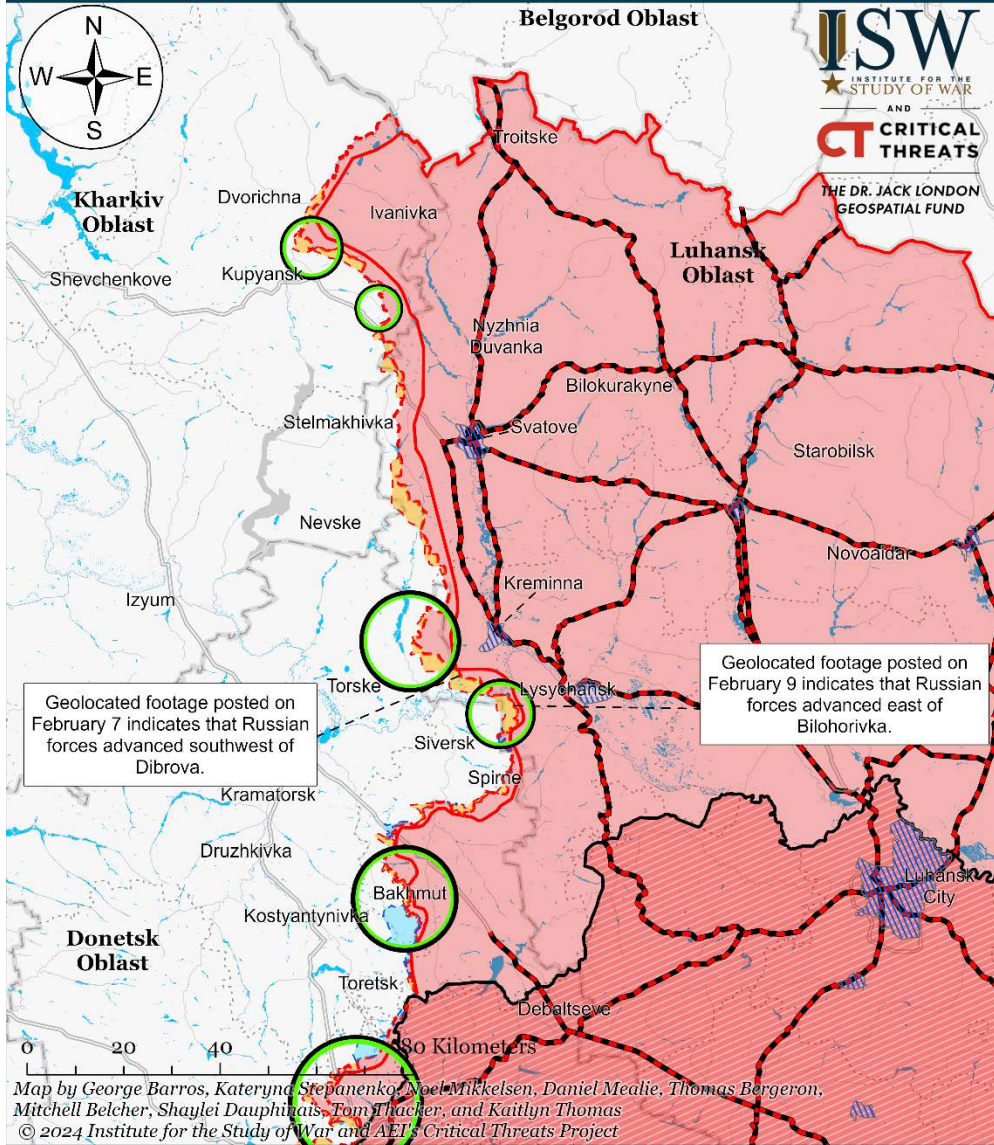 Belgorod Oblast
N
W
E
S
ISW
INSTITUTE FOR THE
STUDY OF WAR
AND
CT CRITICAL
THREATS
THE DR. JACK LONDON
GEOSPATIAL FUND
Troitske
Dvorichna
Kharkiv
Oblast
Ivanivka
Luhansk
Oblast
Shevchenkove
Kupyansk
Nyzhnia
Duvanka
Bilokurakyne
Stelmakhivka
Svatove
Starobilsk
Nevske
Novoaidar
Kreminna
Izyum
Geolocated footage posted on
February 9 indicates that Russian
forces advanced east of
Bilohorivka.
Torske
Lysychansk
Geolocated footage posted on
February 7 indicates that Russian
forces advanced southwest of
Dibrova.
Siversk
Spirne
Kramatorsk
Druzhkivka
Bakhmut
Luhansk
City
Kostyantynivka
Donetsk
Oblast
Toretsk
Debaltseve
0 20 40 80 Kilometers
Map by George Barros, Kateryna Stepanenko, Noel Mikkelsen, Daniel Mealie, Thomas Bergeron,
Mitchell Belcher, Shaylei Dauphinais, Tom Thacker, and Kaitlyn Thomas
© 2024 Institute for the Study of War and AEI's Critical Threats Project